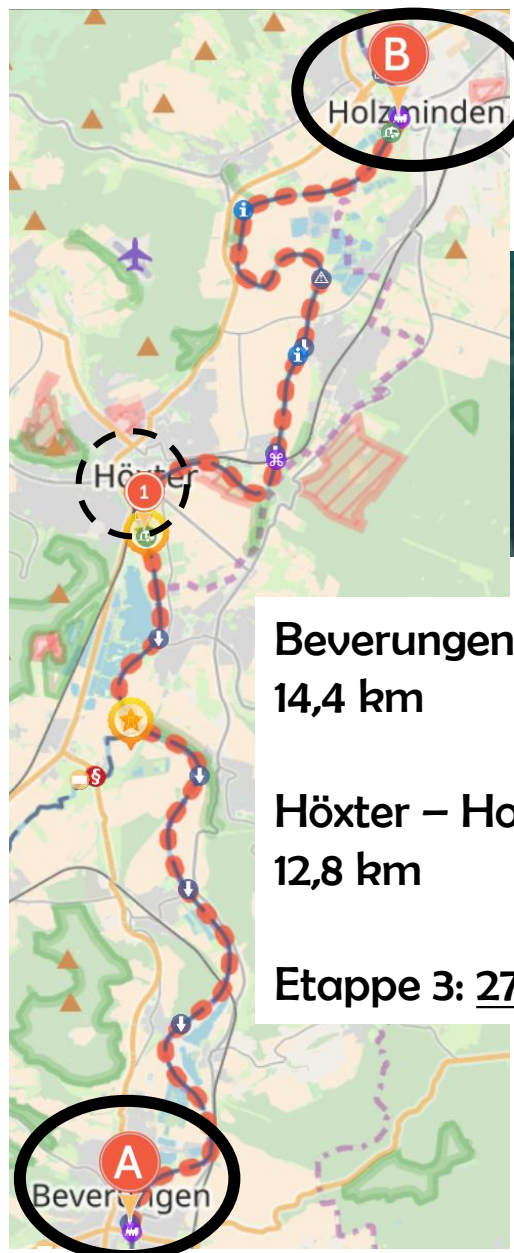 B
Holzminden
Höxter
1
Beverungen
14,4 km
Höxter – Ho
12,8 km
Etappe 3: 27
§
A
Beverungen